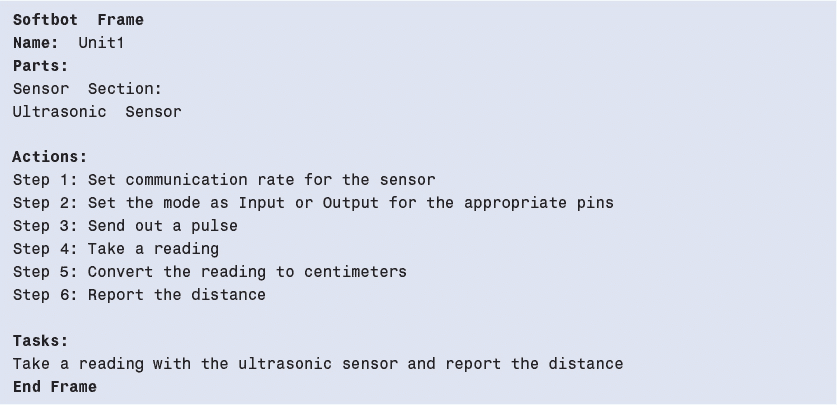 Softbot Frame
Name: Unit1
Parts:
Sensor Section:
Ultrasonic Sensor
Actions:
Step 1: Set communication rate for the sensor
Step 2: Set the mode as Input or Output for the appropriate pins
Step 3: Send out a pulse
Step 4: Take a reading
Step 5: Convert the reading to centimeters
Step 6: Report the distance
Tasks:
Take a reading with the ultrasonic sensor and report the distance
End Frame